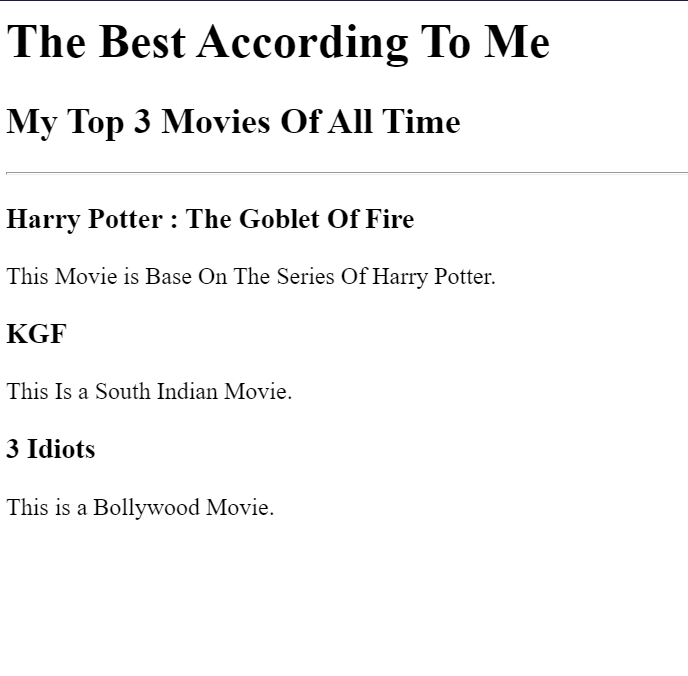 The Best According To Me
My Top 3 Movies Of All Time
Harry Potter : The Goblet Of Fire
This Movie is Base On The Series Of Harry Potter.
KGF
This Is a South Indian Movie.
3 Idiots
This is a Bollywood Movie.